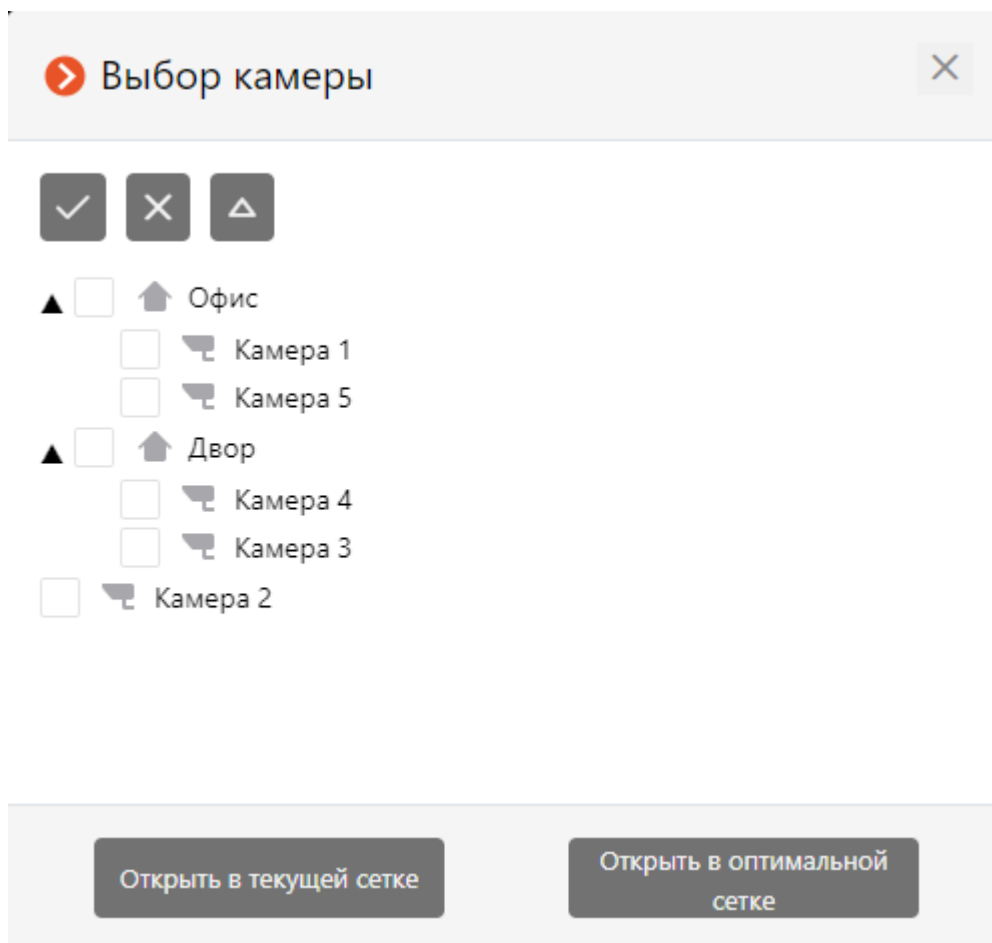 Выбор камеры
Офис
Камера 1
Камера 5
Двор
Камера 4
Камера 3
Камера 2
Открыть в текущей сетке
Открыть в оптимальной
сетке